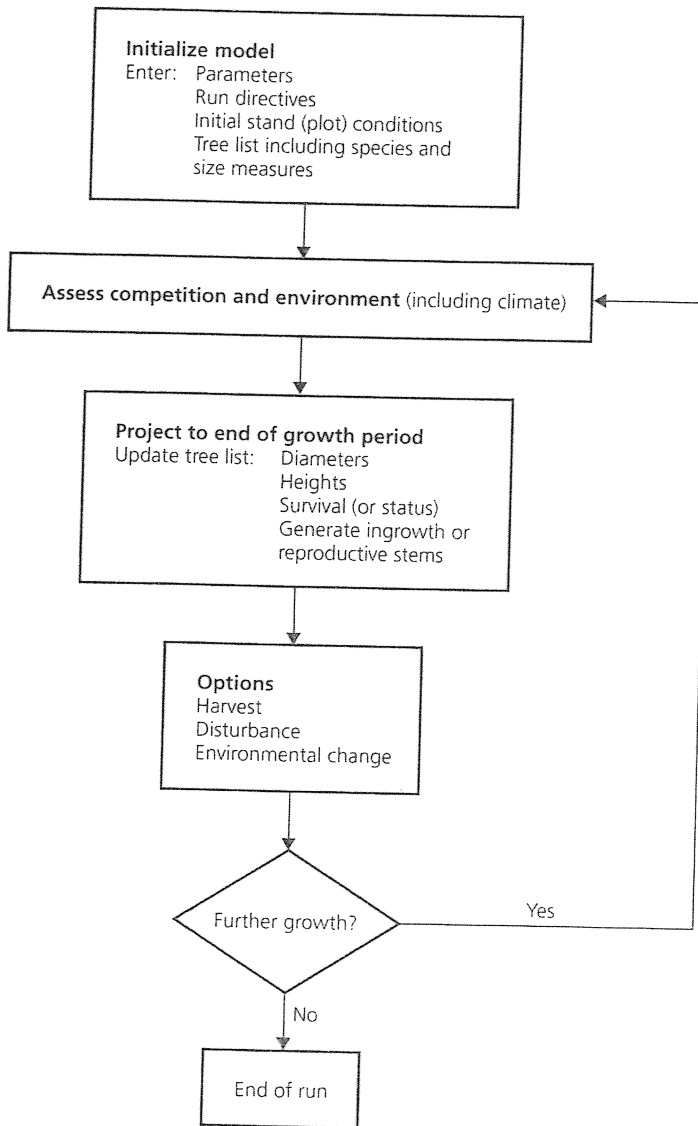 Initialize model
Enter: Parameters
Run directives
Initial stand (plot) conditions
Tree list including species and
size measures
Assess competition and environment (including climate)
Project to end of growth period
Update tree list: Diameters
Heights
Survival (or status)
Generate ingrowth or
reproductive stems
Options
Harvest
Disturbance
Environmental change
Further growth?
Yes
No
End of run